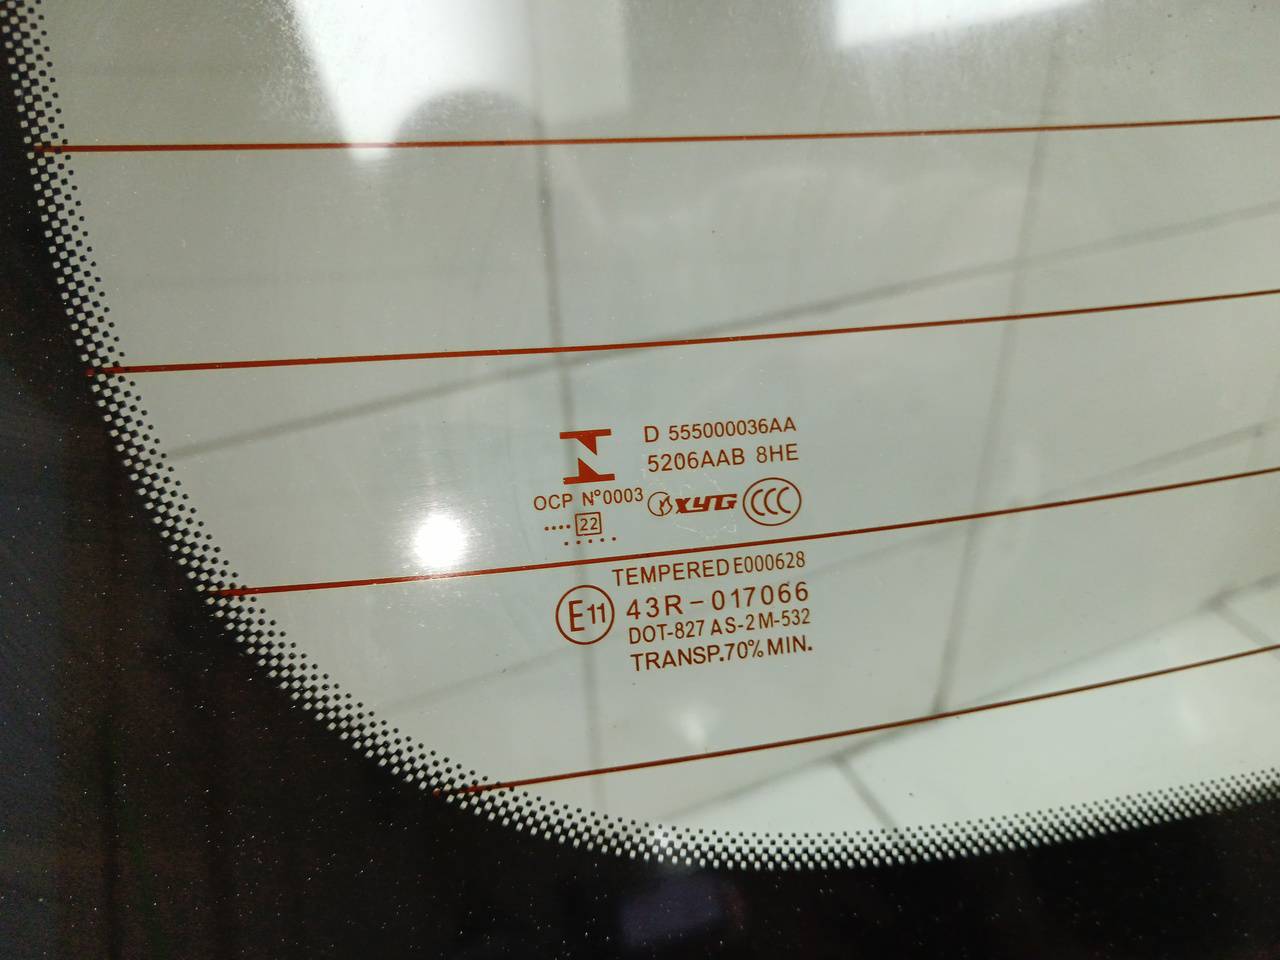 D 555000036AA
5206AAB 8HE
OCP Nº0003 XYG CCC
.... 22
.....
TEMPERED E000628
E11 43R-017066
DOT-827 AS-2 M-532
TRANSP.70% MIN.